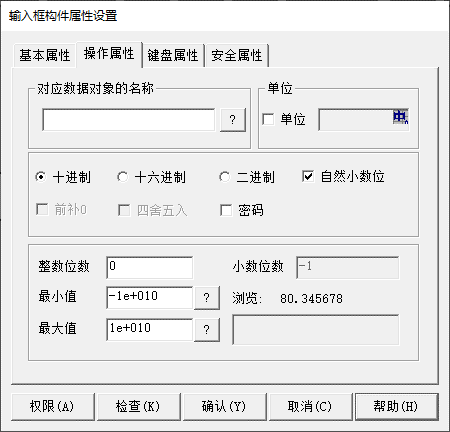 输入框构件属性设置
基本属性 操作属性 键盘属性 安全属性
对应数据对象的名称 单位
? 单位 中
十进制 十六进制 二进制 自然小数位
前补0 四舍五入 密码
整数位数 0 小数位数 -1
最小值 -1e+010 ? 浏览: 80.345678
最大值 1e+010 ?
权限(A) 检查(K) 确认(Y) 取消(C) 帮助(H)